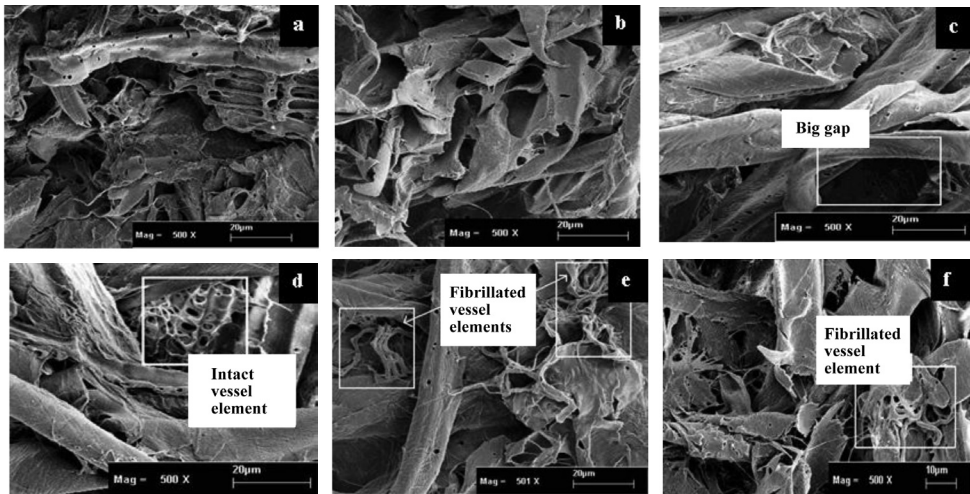 a
Mag = 500 X 20μm
b
Mag = 500 X 20μm
c
Big gap
Mag = 500 X 20μm
d
Intact
vessel
element
Mag = 500 X 20μm
e
Fibrillated
vessel
elements
Mag = 501 X 20μm
f
Fibrillated
vessel
element
Mag = 500 X 10μm